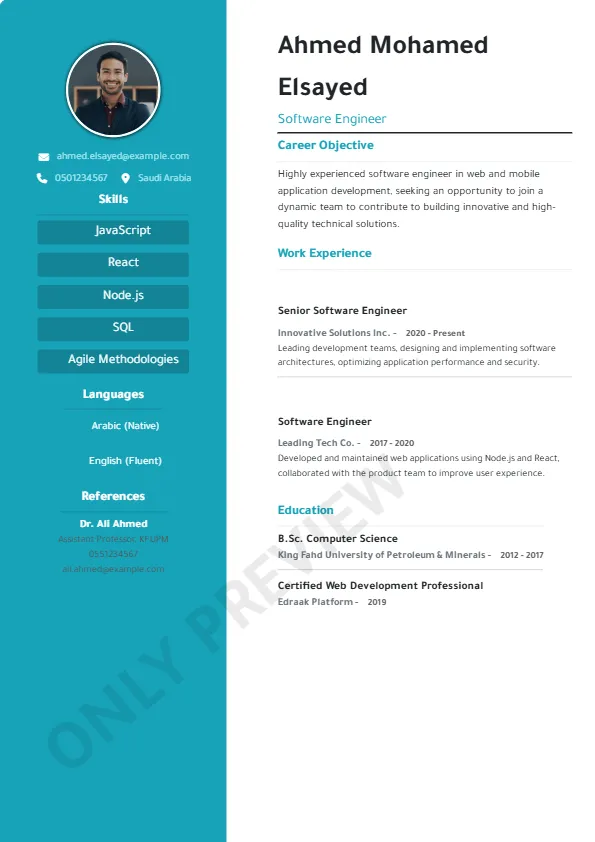 ahmed.elsayed@example.com
0501234567 Saudi Arabia
Skills
JavaScript
React
Node.js
SQL
Agile Methodologies
Languages
Arabic (Native)
English (Fluent)
References
Dr. Ali Ahmed
Assistant Professor, KFUPM
0551234567
ali.ahmed@example.com
Ahmed Mohamed
Elsayed
Software Engineer
Career Objective
Highly experienced software engineer in web and mobile
application development, seeking an opportunity to join a
dynamic team to contribute to building innovative and high-
quality technical solutions.
Work Experience
Senior Software Engineer
Innovative Solutions Inc. - 2020 - Present
Leading development teams, designing and implementing software
architectures, optimizing application performance and security.
Software Engineer
Leading Tech Co. - 2017 - 2020
Developed and maintained web applications using Node.js and React,
collaborated with the product team to improve user experience.
Education
B.Sc. Computer Science
King Fahd University of Petroleum & Minerals - 2012 - 2017
Certified Web Development Professional
Edraak Platform - 2019
ONLY PREVIEW